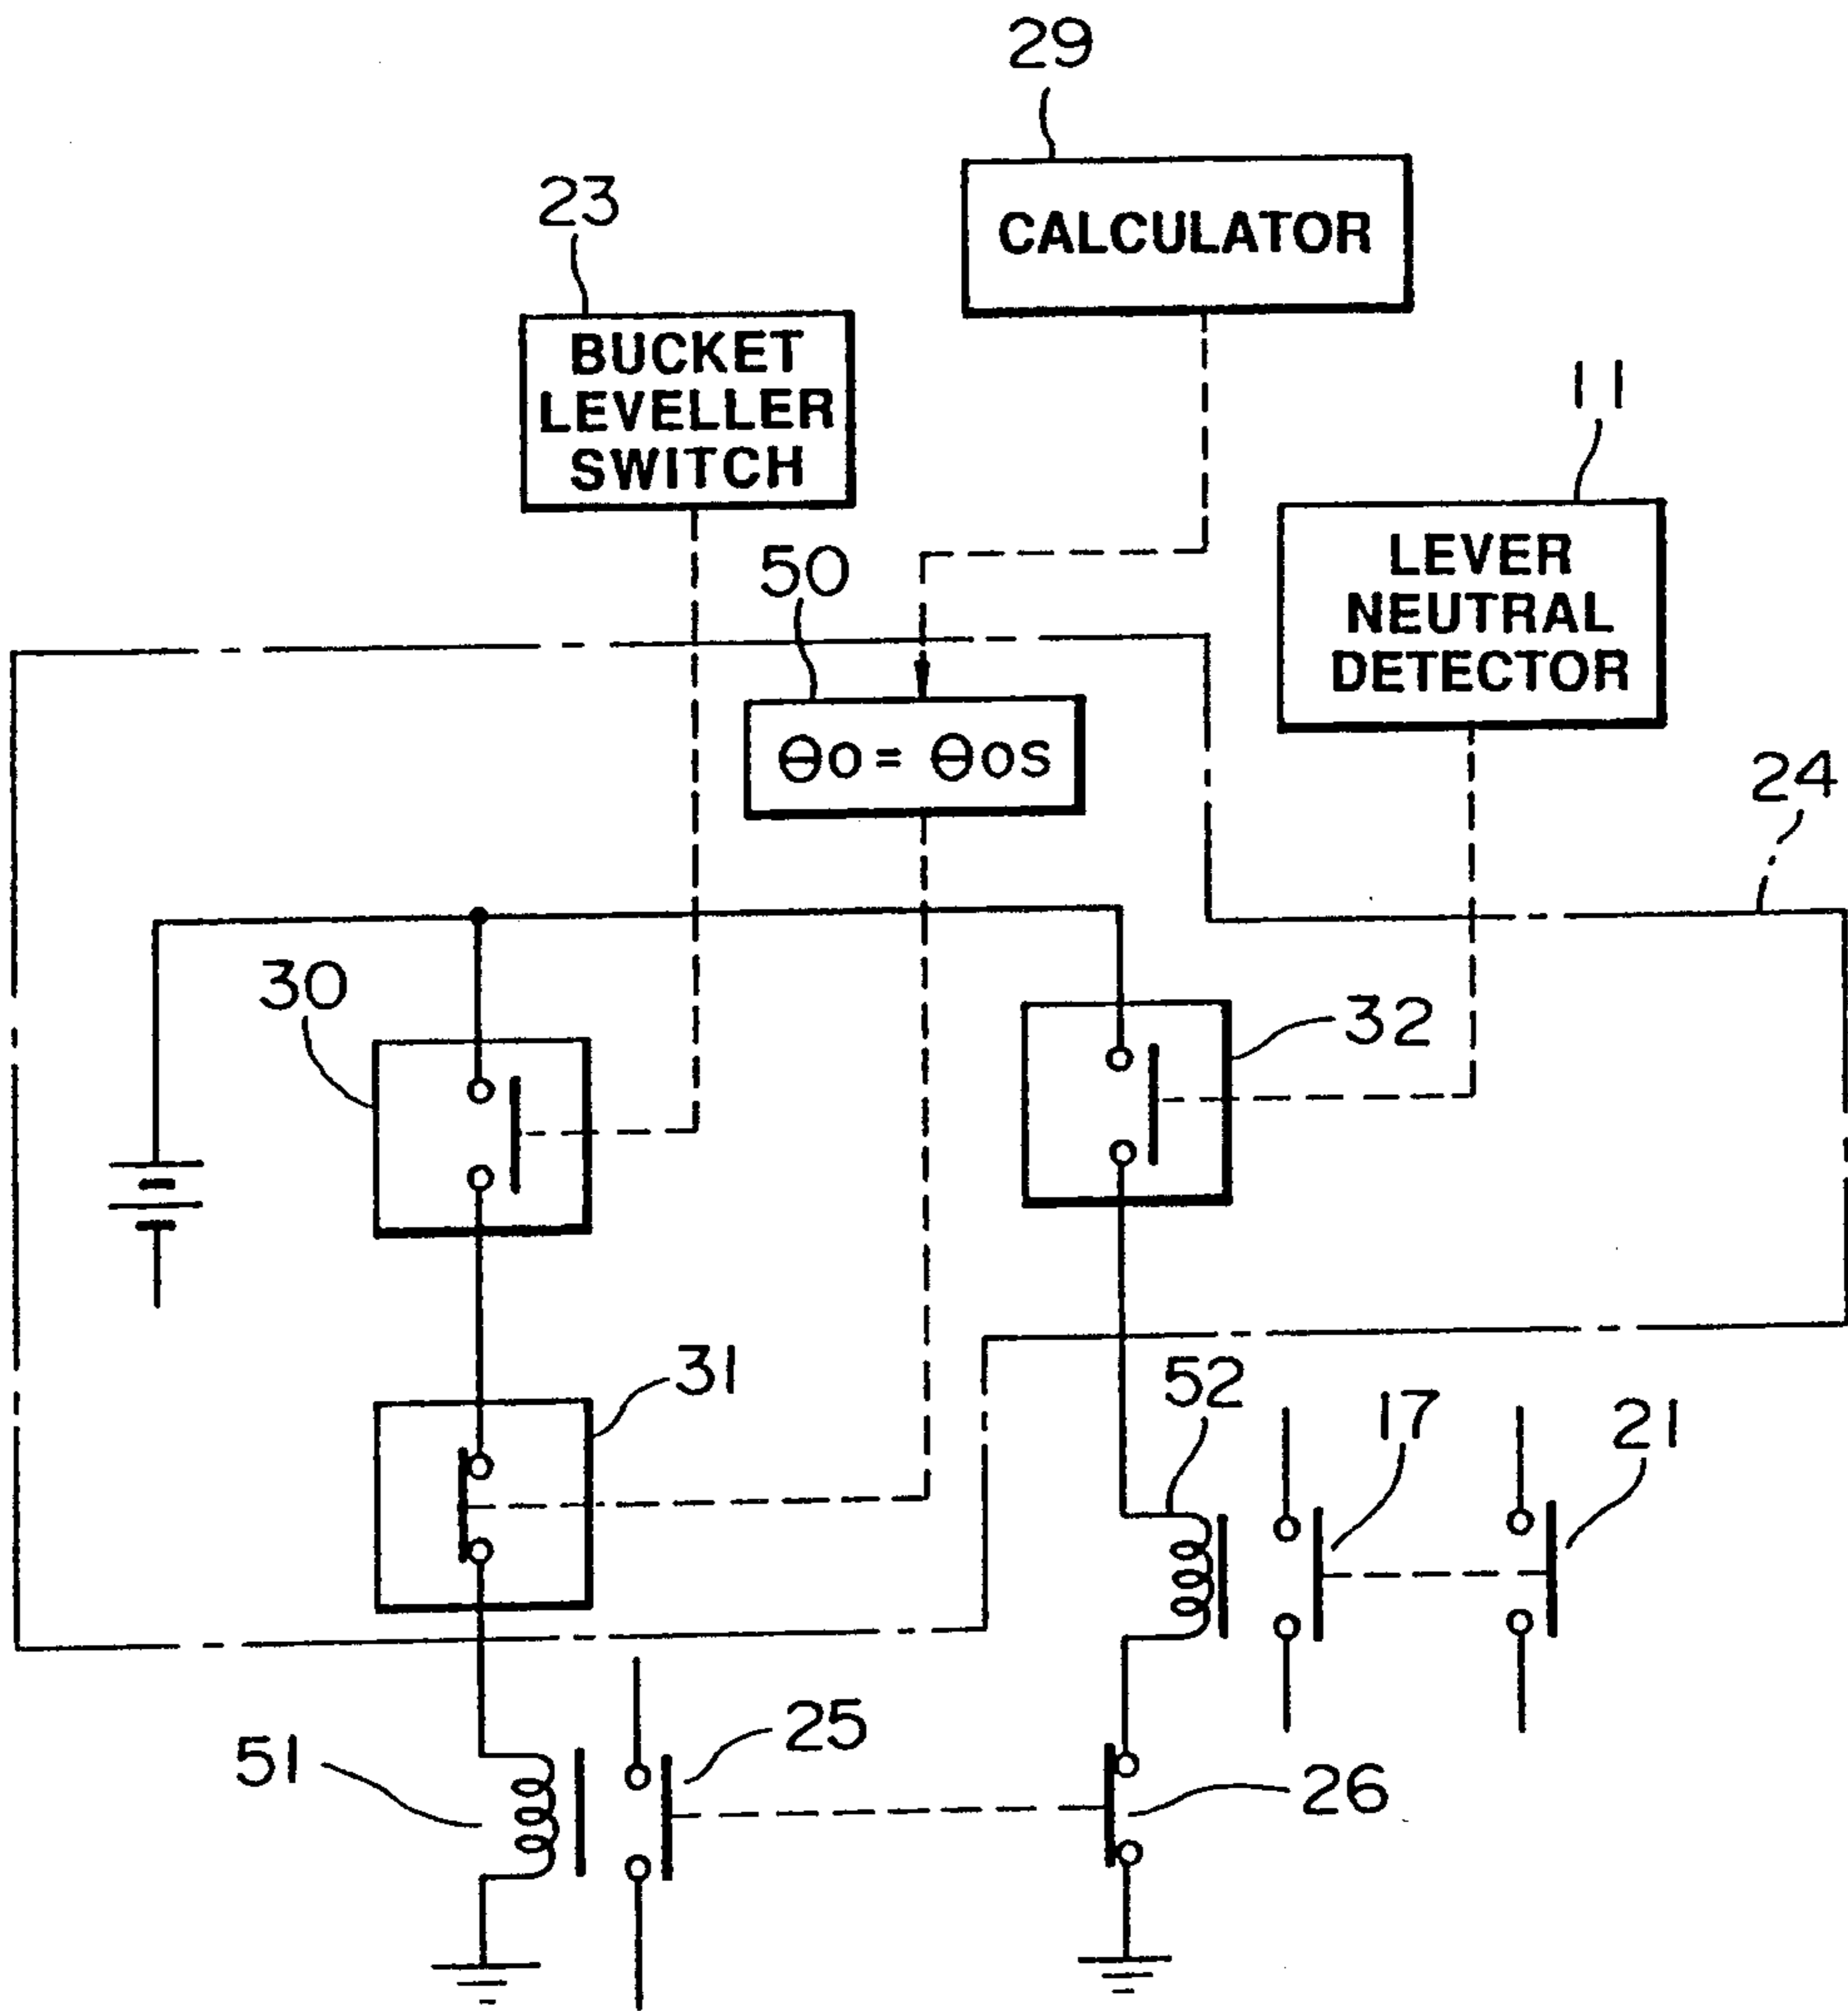 29
CALCULATOR
23
BUCKET
LEVELLER
SWITCH
11
LEVER
NEUTRAL
DETECTOR
50
θo = θos
24
30
32
31
52
17
21
51
25
26